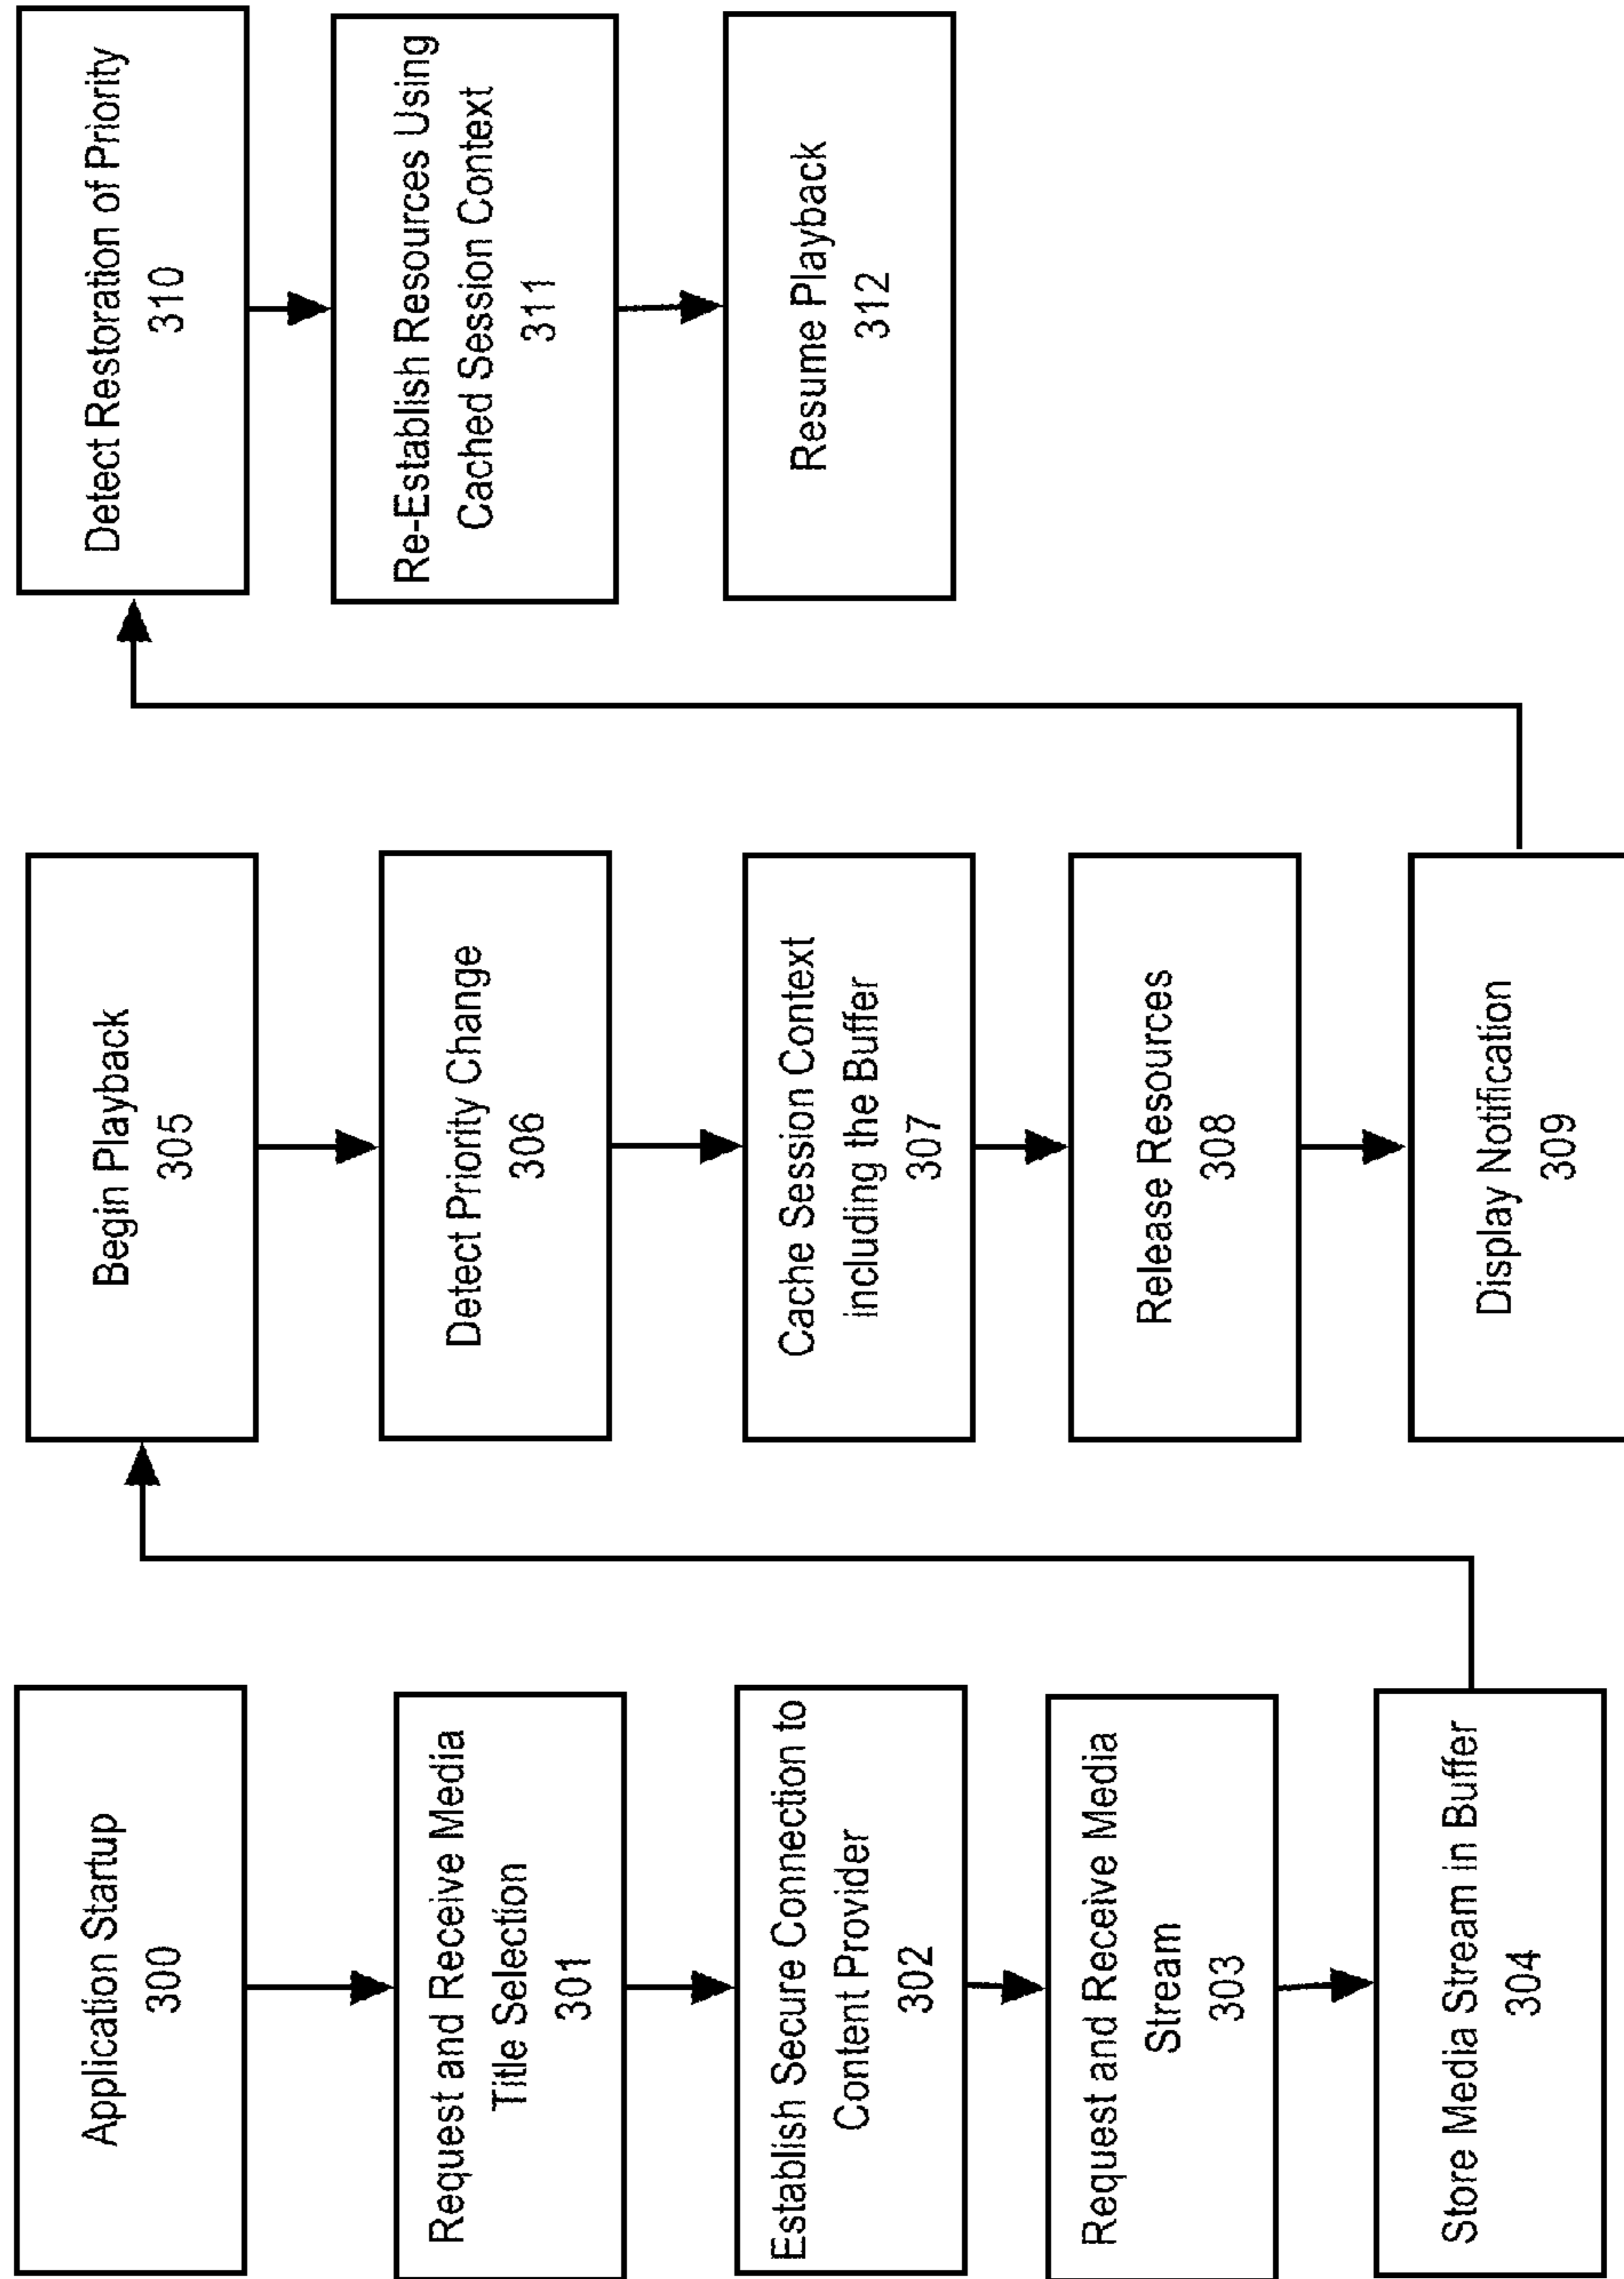 Application Startup
300
Request and Receive Media
Title Selection
301
Establish Secure Connection to
Content Provider
302
Request and Receive Media
Stream
303
Store Media Stream in Buffer
304
Begin Playback
305
Detect Priority Change
306
Cache Session Context
including the Buffer
307
Release Resources
308
Display Notification
309
Detect Restoration of Priority
310
Re-Establish Resources Using
Cached Session Context
311
Resume Playback
312